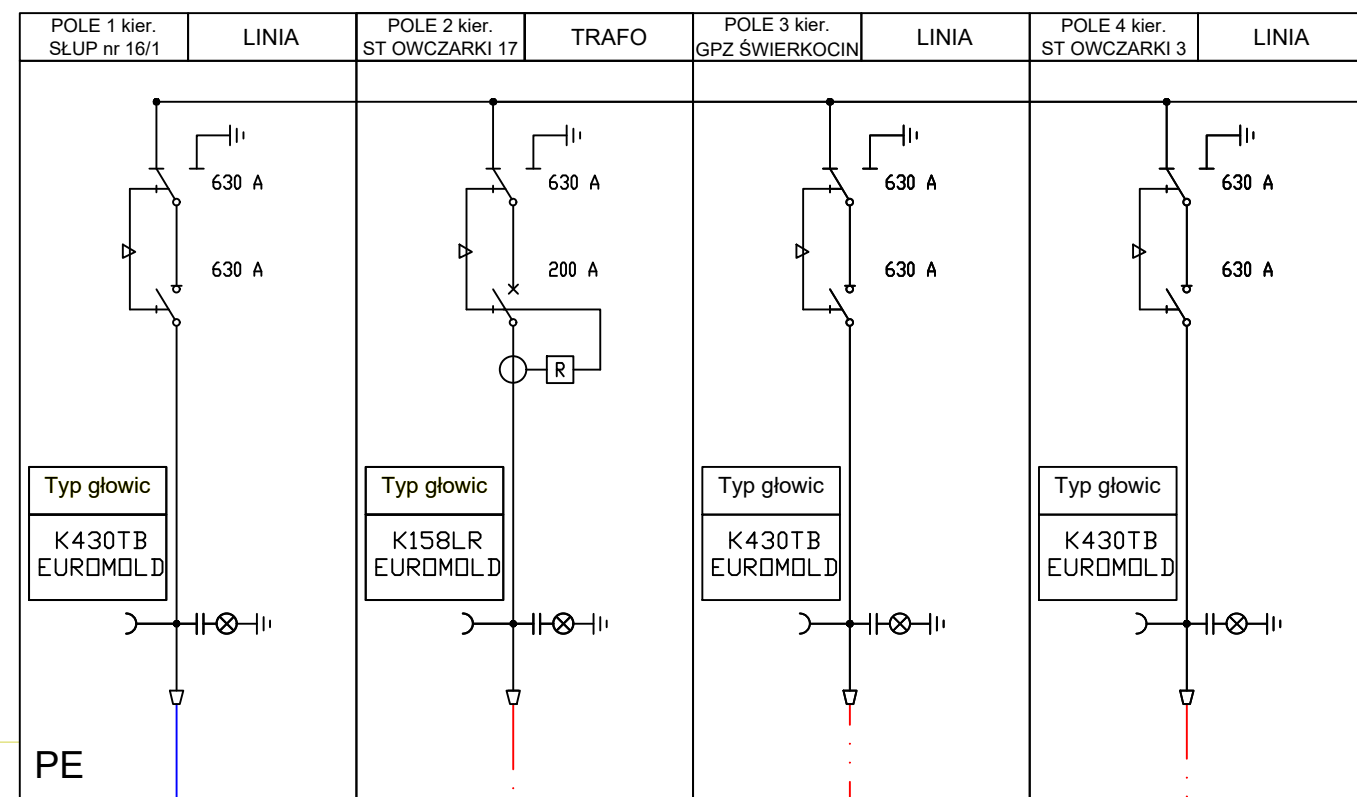 POLE 1 kier.
SŁUP nr 16/1
LINIA
POLE 2 kier.
ST OWCZARKI 17
TRAFO
POLE 3 kier.
GPZ ŚWIERKOCIN
LINIA
POLE 4 kier.
ST OWCZARKI 3
LINIA
630 A
630 A
630 A
630 A
630 A
200 A
630 A
630 A
R
Typ głowic
Typ głowic
Typ głowic
Typ głowic
K430TB
EUROMOLD
K158LR
EUROMOLD
K430TB
EUROMOLD
K430TB
EUROMOLD
PE